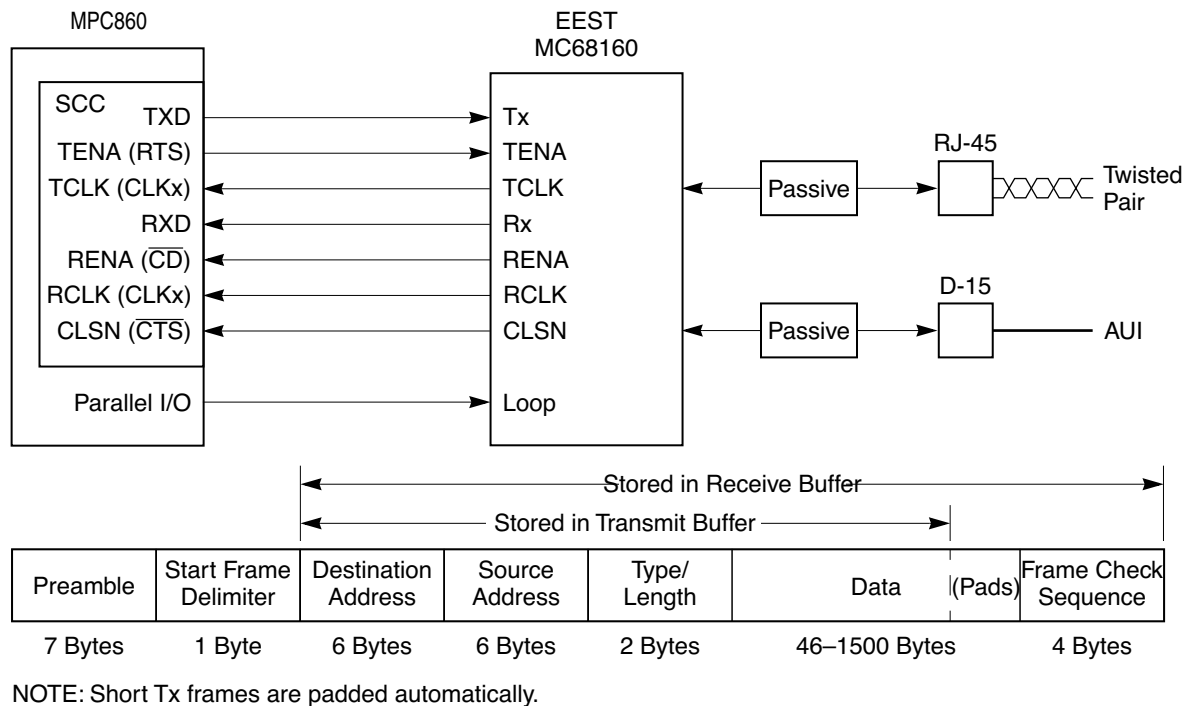 MPC860
EEST
MC68160
SCC
TXD
Tx
TENA (RTS)
TENA
RJ-45
TCLK (CLKx)
TCLK
Passive
Twisted
Pair
RXD
Rx
RENA (C̅D̅)
RENA
RCLK (CLKx)
RCLK
D-15
CLSN (C̅T̅S̅)
CLSN
Passive
AUI
Parallel I/O
Loop
Stored in Receive Buffer
Stored in Transmit Buffer
Preamble
Start Frame
Delimiter
Destination
Address
Source
Address
Type/
Length
Data
(Pads)
Frame Check
Sequence
7 Bytes
1 Byte
6 Bytes
6 Bytes
2 Bytes
46–1500 Bytes
4 Bytes
NOTE: Short Tx frames are padded automatically.